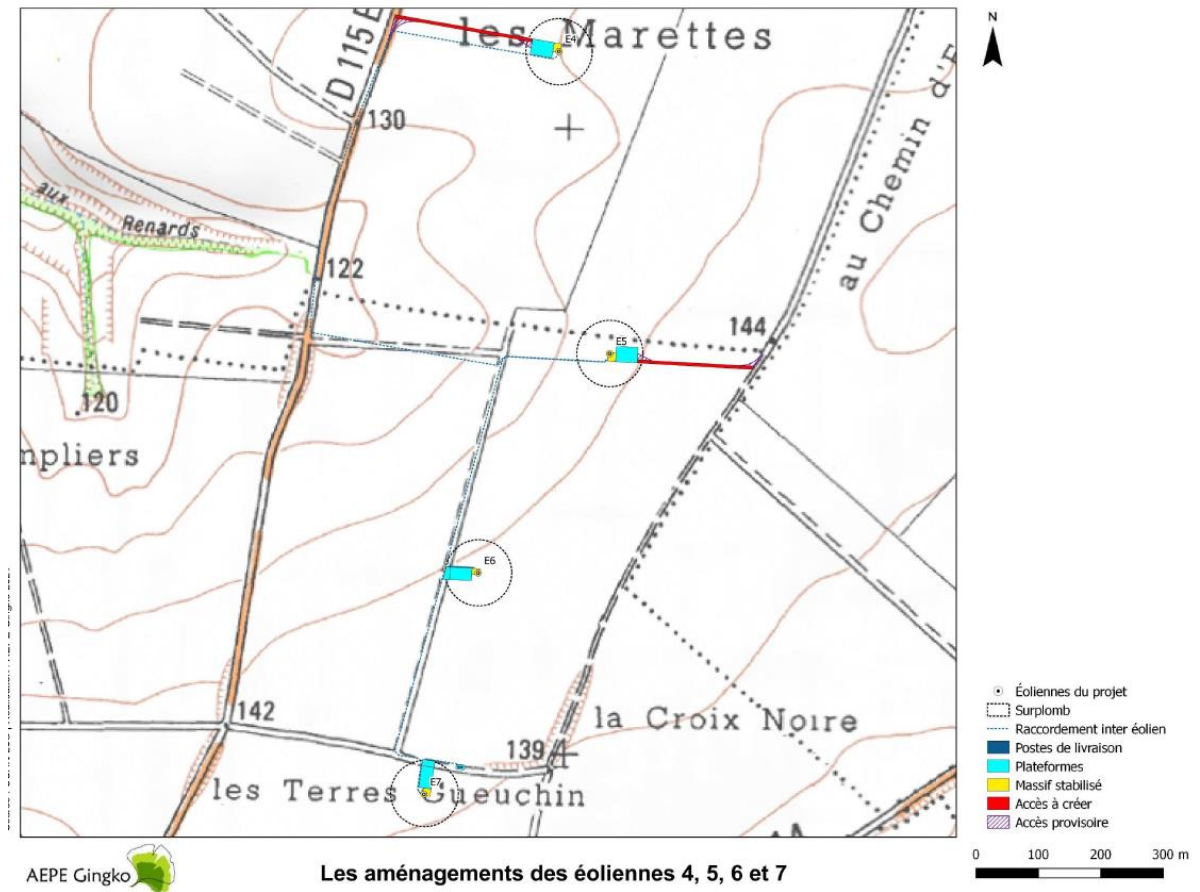 N
les Marettes
E4
D 115 E
130
au Chemin d'E
aux
Renards
122
144
E5
120
mpliers
E6
142
la Croix Noire
139
E7
les Terres Gueuchin
Éoliennes du projet
Surplomb
Raccordement inter éolien
Postes de livraison
Plateformes
Massif stabilisé
Accès à créer
Accès provisoire
0 100 200 300 m
AEPE Gingko
Les aménagements des éoliennes 4, 5, 6 et 7